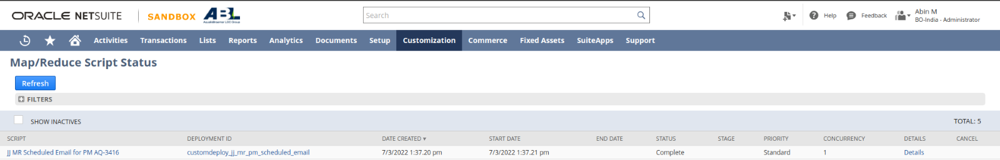 ORACLE NETSUITE SANDBOX ABL Search Help Feedback Abin M
BO-India - Administrator
Activities Transactions Lists Reports Analytics Documents Setup Customization Commerce Fixed Assets SuiteApps Support
Map/Reduce Script Status
Refresh
FILTERS
SHOW INACTIVES TOTAL: 5
SCRIPT DEPLOYMENT ID DATE CREATED START DATE END DATE STATUS STAGE PRIORITY CONCURRENCY DETAILS CANCEL
JJ MR Scheduled Email for PM AQ-3416 customdeploy_jj_mr_pm_scheduled_email 7/3/2022 1:37.20 pm 7/3/2022 1:37.21 pm Complete Standard 1 Details